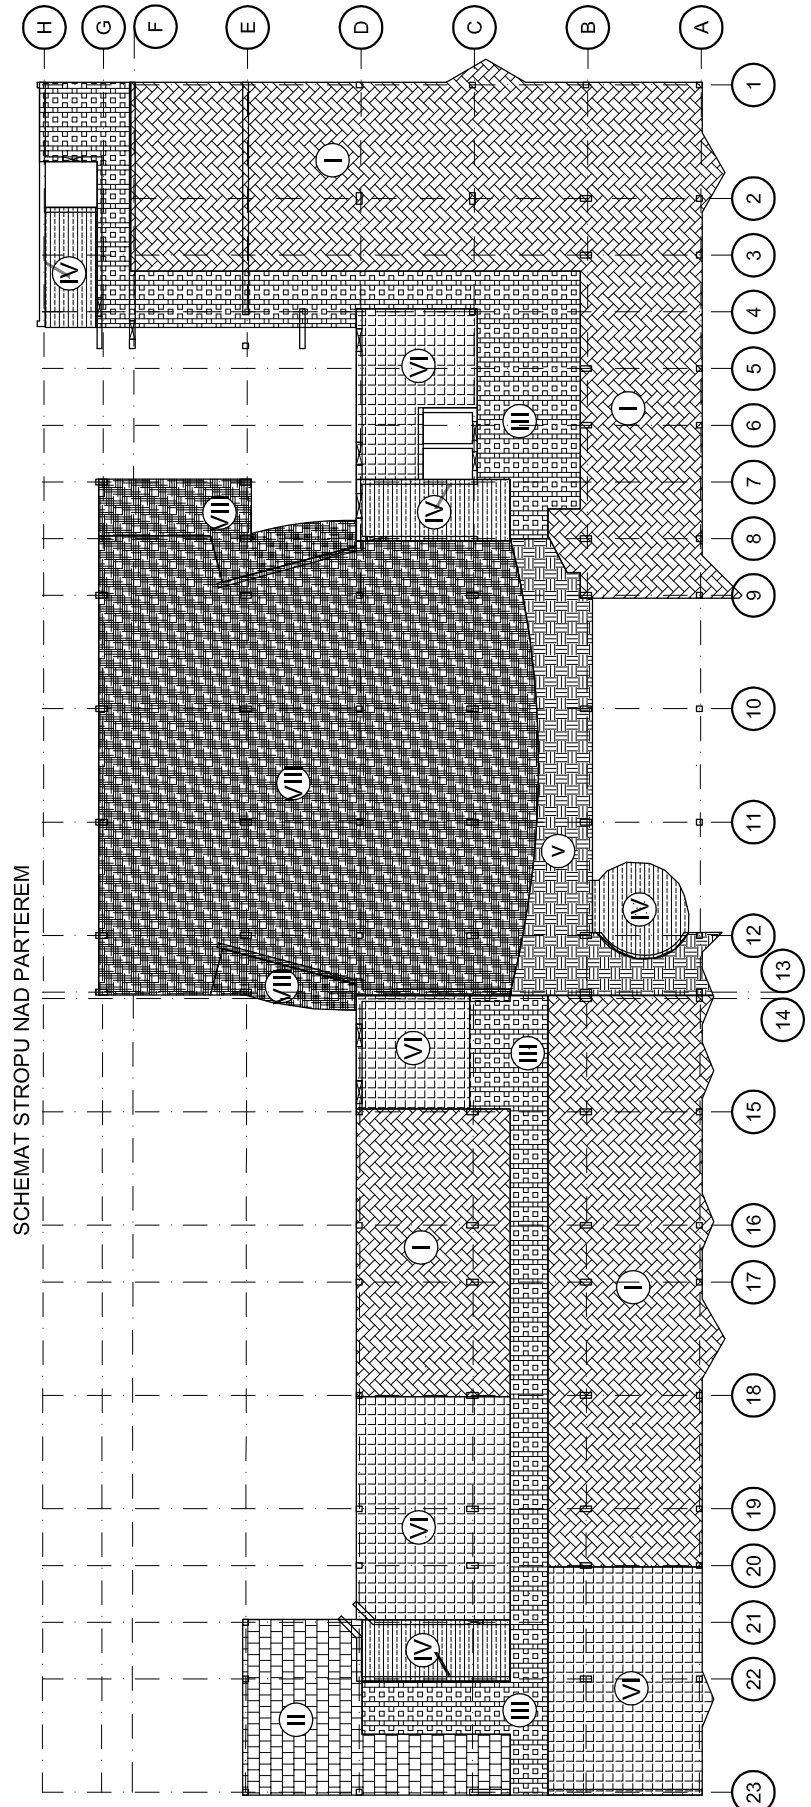 SCHEMAT STROPU NAD PARTEREM
H
G
F
E
D
C
B
A
1
2
3
4
5
6
7
8
9
10
11
12
13
14
15
16
17
18
19
20
21
22
23
I
IV
VI
I
III
VII
IV
VIII
V
IV
VII
VI
III
I
I
VI
IV
VI
III
II